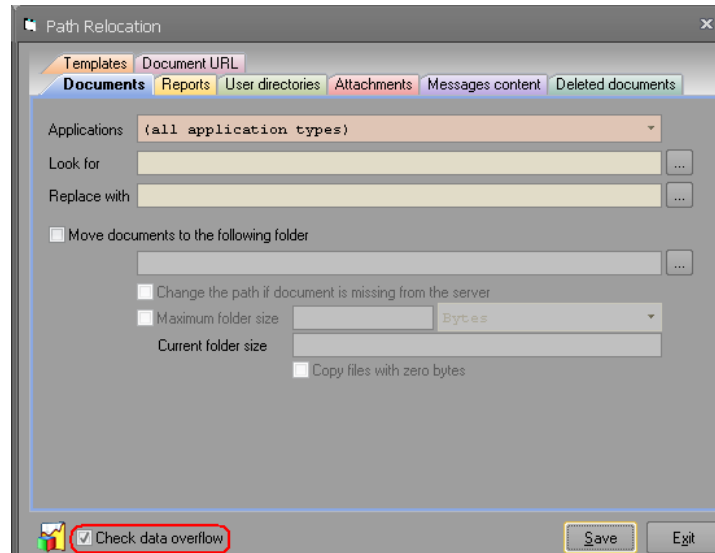 Path Relocation
Templates Document URL
Documents Reports User directories Attachments Messages content Deleted documents
Applications (all application types)
Look for ...
Replace with ...
Move documents to the following folder
...
Change the path if document is missing from the server
Maximum folder size Bytes
Current folder size
Copy files with zero bytes
Check data overflow Save Exit